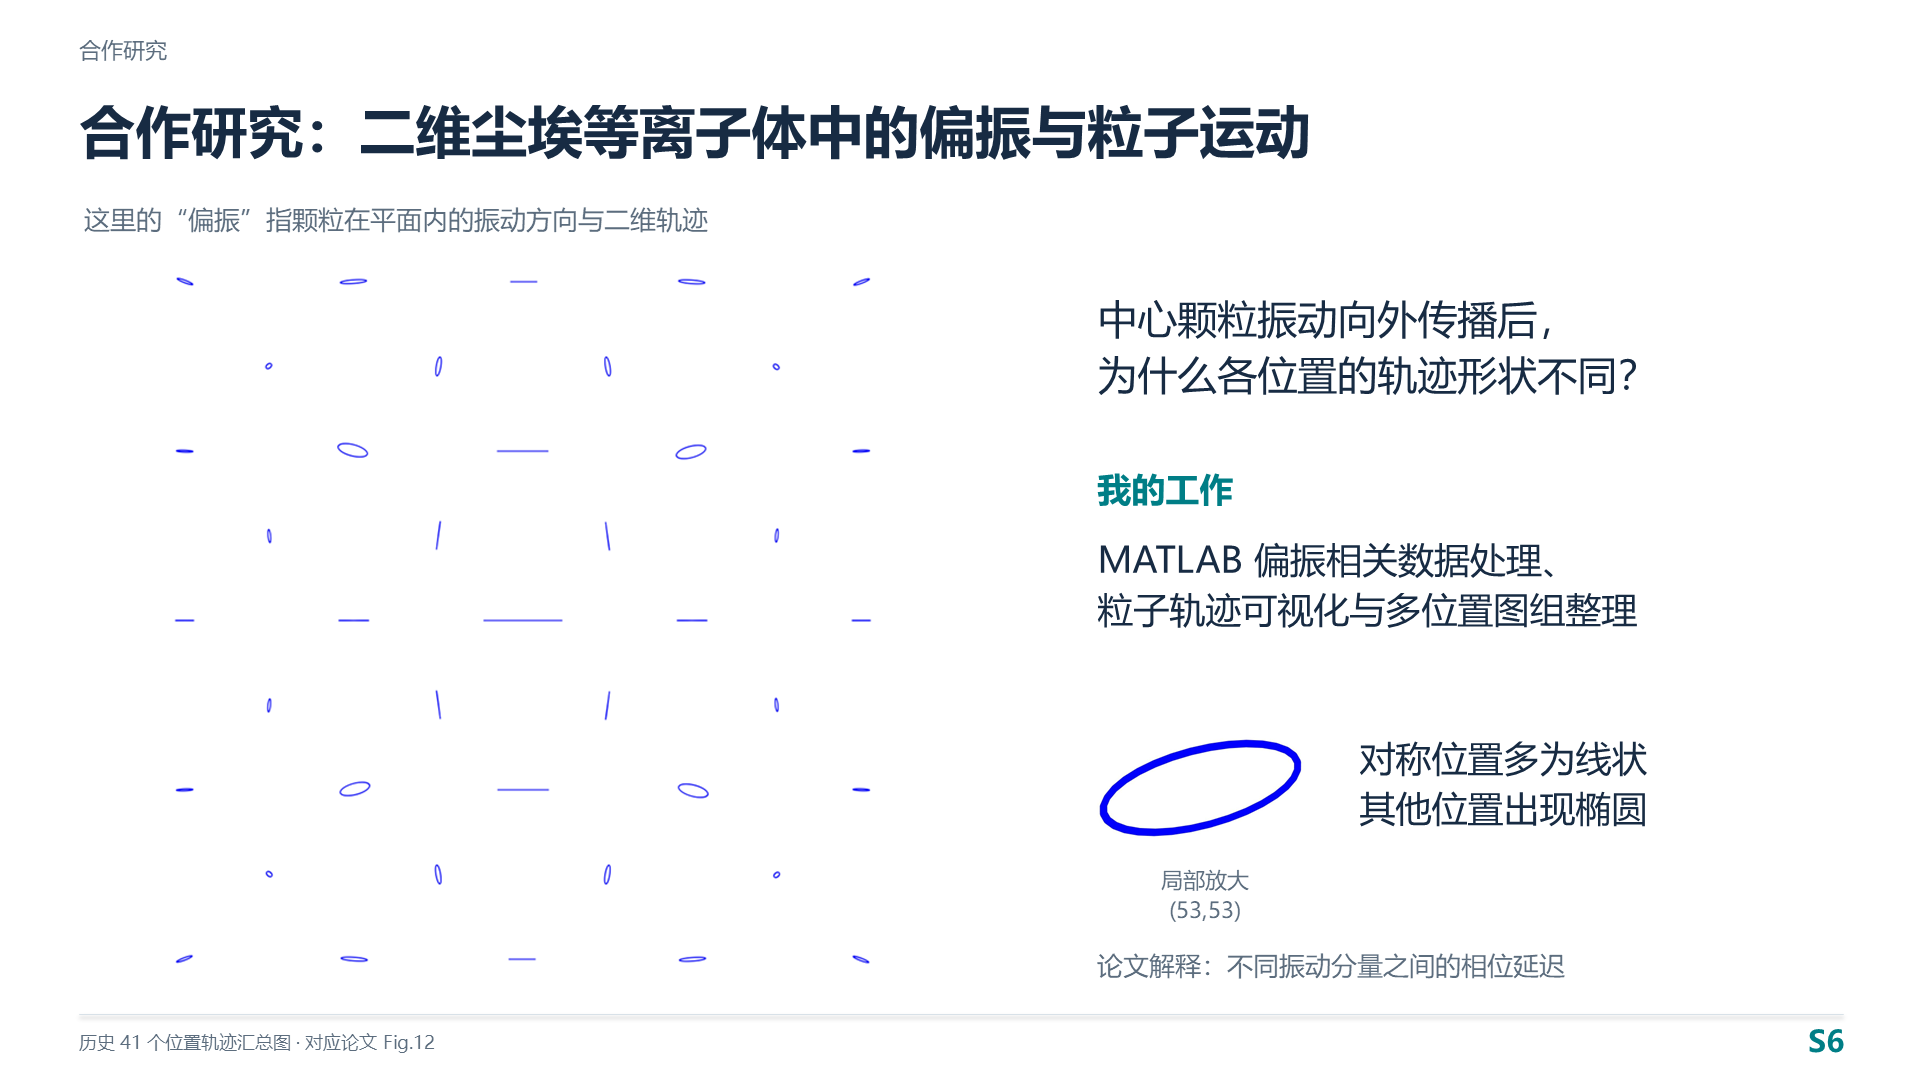 合作研究
合作研究：二维尘埃等离子体中的偏振与粒子运动
这里的“偏振”指颗粒在平面内的振动方向与二维轨迹
中心颗粒振动向外传播后，
为什么各位置的轨迹形状不同？
我的工作
MATLAB 偏振相关数据处理、
粒子轨迹可视化与多位置图组整理
对称位置多为线状
其他位置出现椭圆
局部放大
(53,53)
论文解释：不同振动分量之间的相位延迟
历史 41 个位置轨迹汇总图 · 对应论文 Fig.12
S6